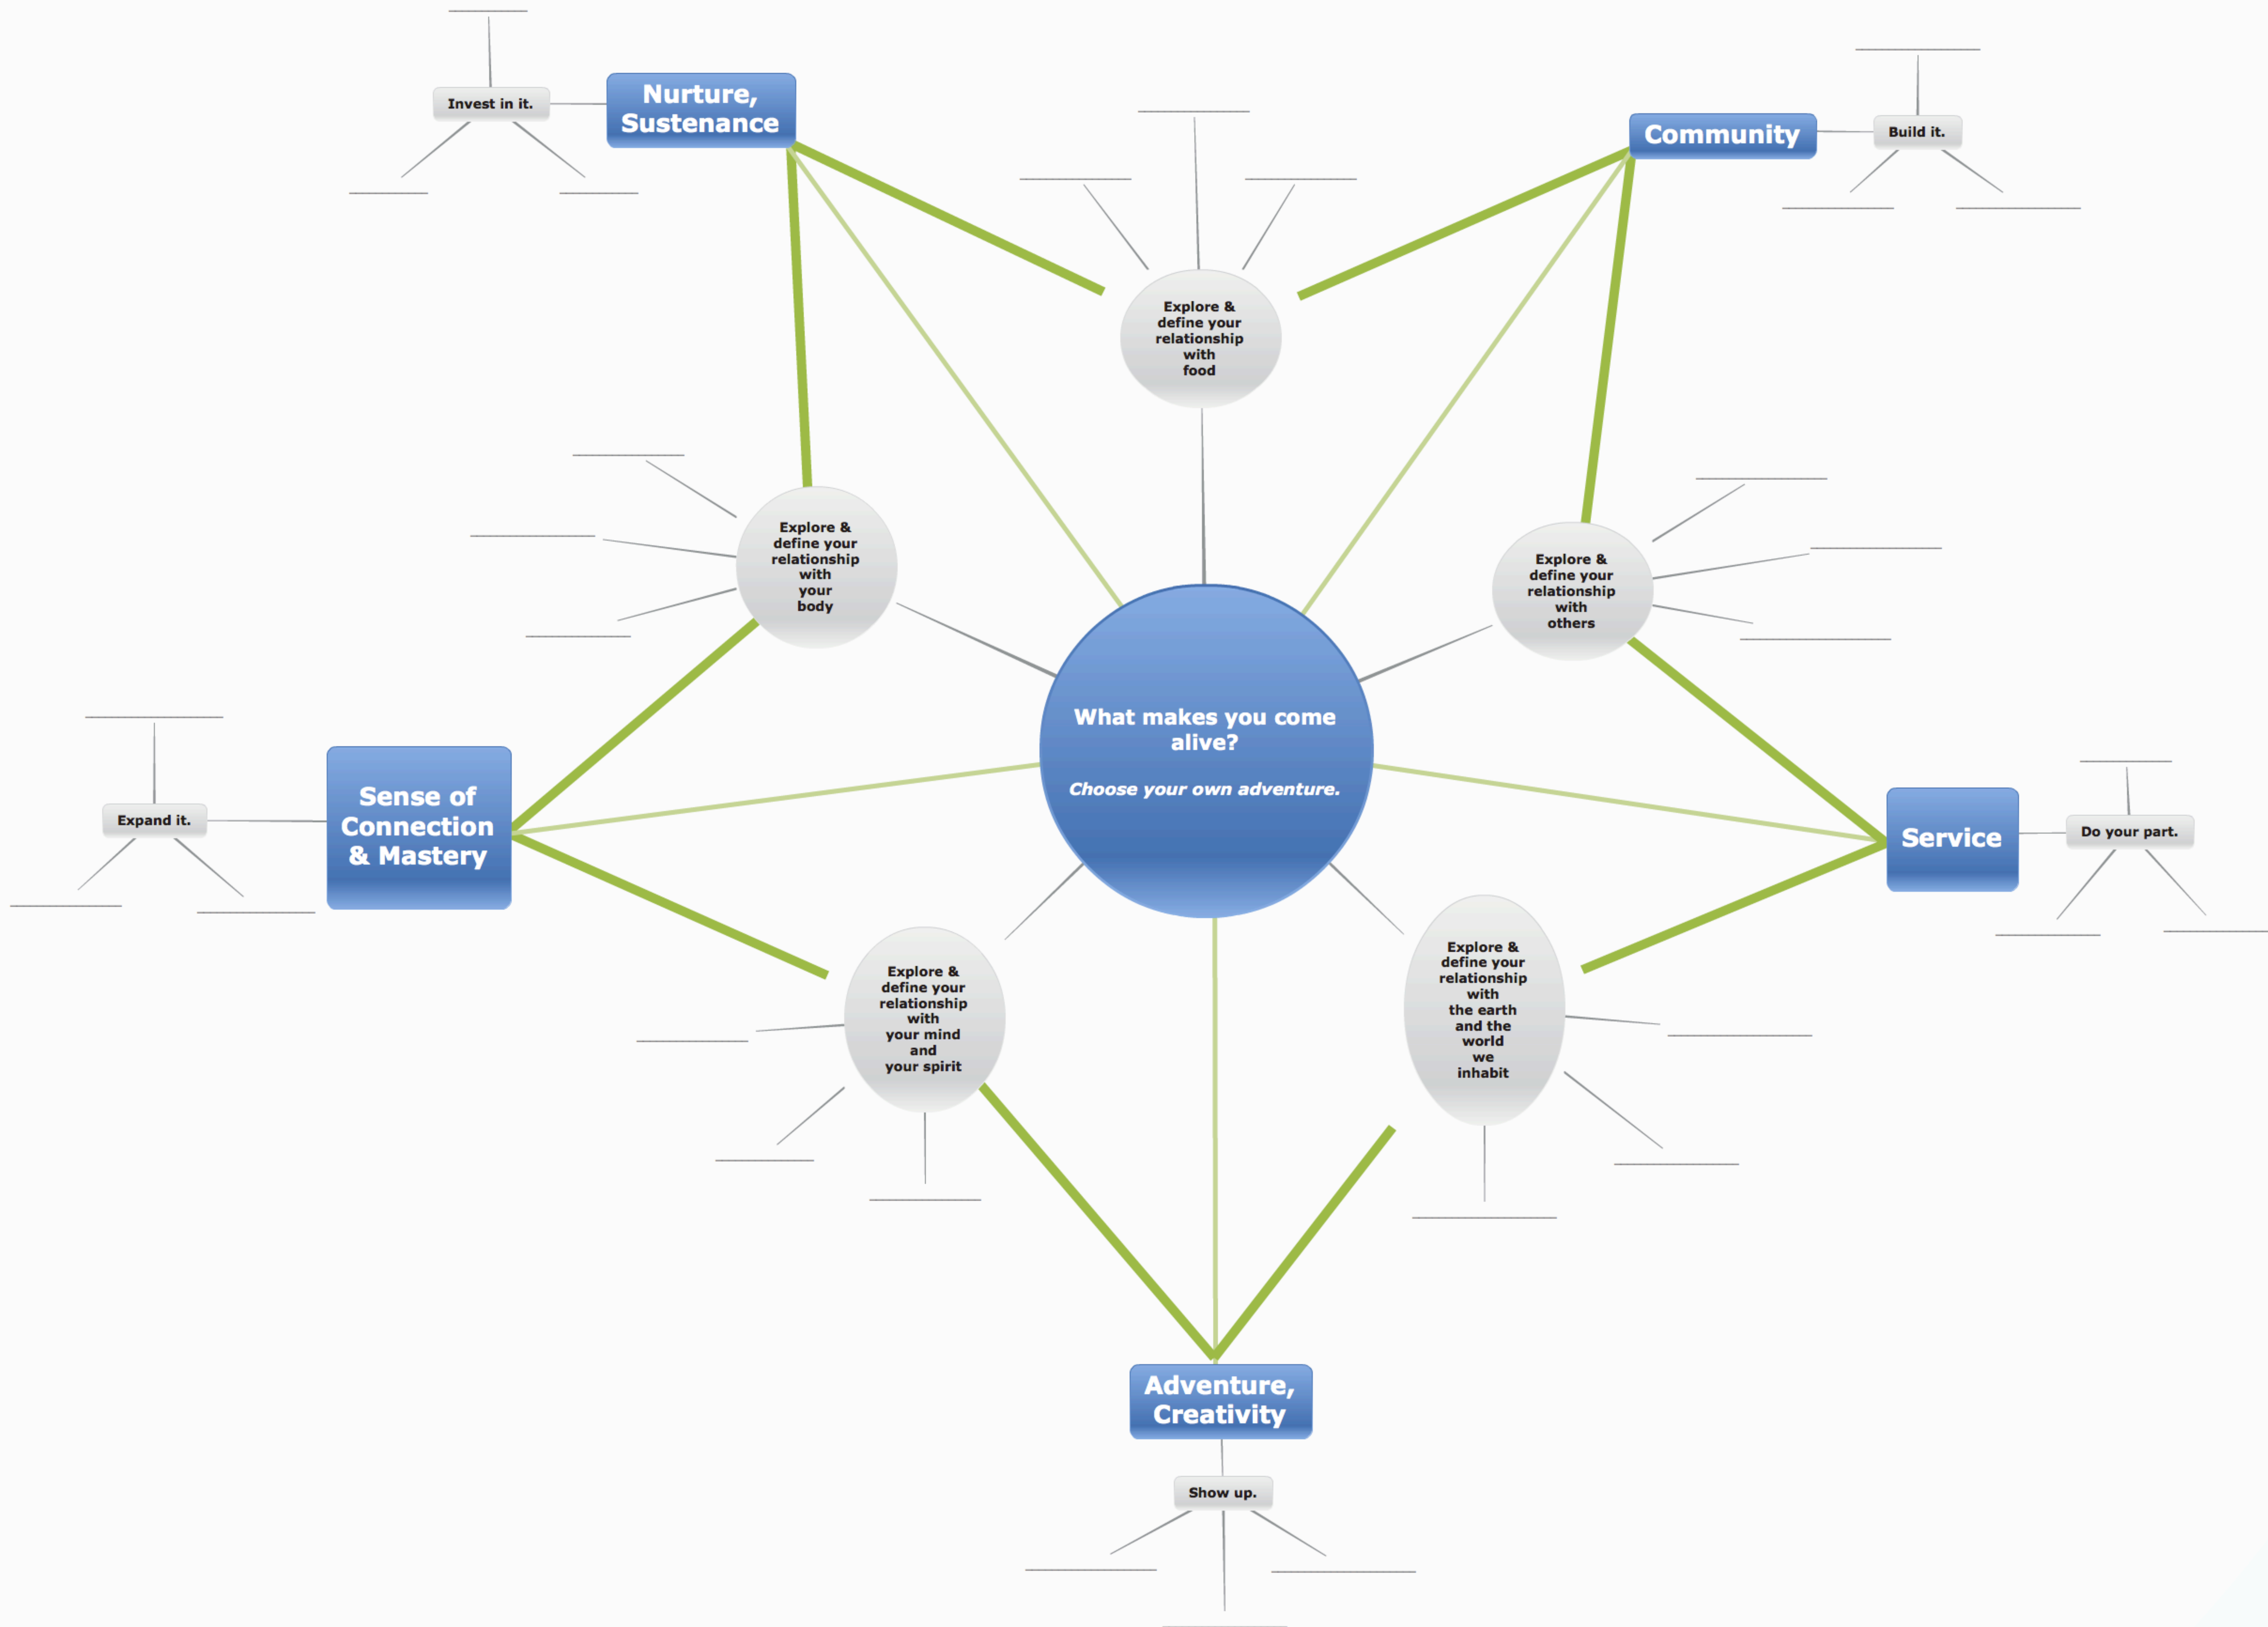 Invest in it.
Nurture,
Sustenance
Community
Build it.
Explore &
define your
relationship
with
food
Explore &
define your
relationship
with
your
body
Explore &
define your
relationship
with
others
What makes you come
alive?
Choose your own adventure.
Expand it.
Sense of
Connection
& Mastery
Service
Do your part.
Explore &
define your
relationship
with
your mind
and
your spirit
Explore &
define your
relationship
with
the earth
and the
world
we
inhabit
Adventure,
Creativity
Show up.